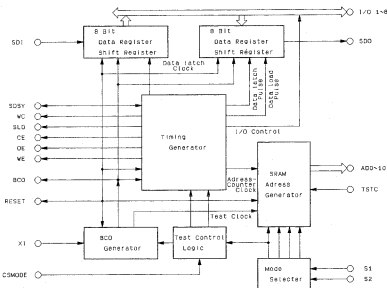 I/O 1~8
8 Bit
Data Register
Shift Register
8 Bit
Data Register
Shift Register
SDI
SDO
Data latch
Clock
Data latch
Pulse
Data Load
Pulse
I/O Control
SDSY
WC
SLD
CE
OE
WE
BCO
RESET
XI
CSMODE
Timing
Generator
Adress-
Counter
Clock
SRAM
Adress
Generator
ADD~10
TSTC
Test Clock
BCO
Generator
Test Control
Logic
Mode
Selector
S1
S2